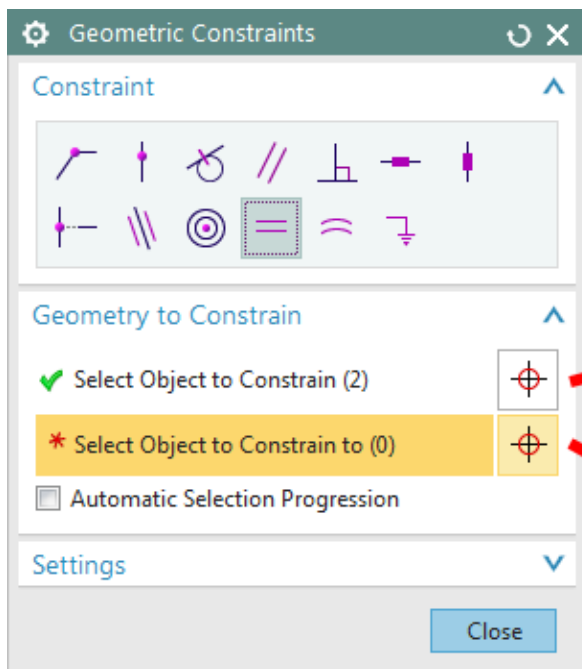 Geometric Constraints
Constraint
Geometry to Constrain
Select Object to Constrain (2)
* Select Object to Constrain to (0)
Automatic Selection Progression
Settings
Close